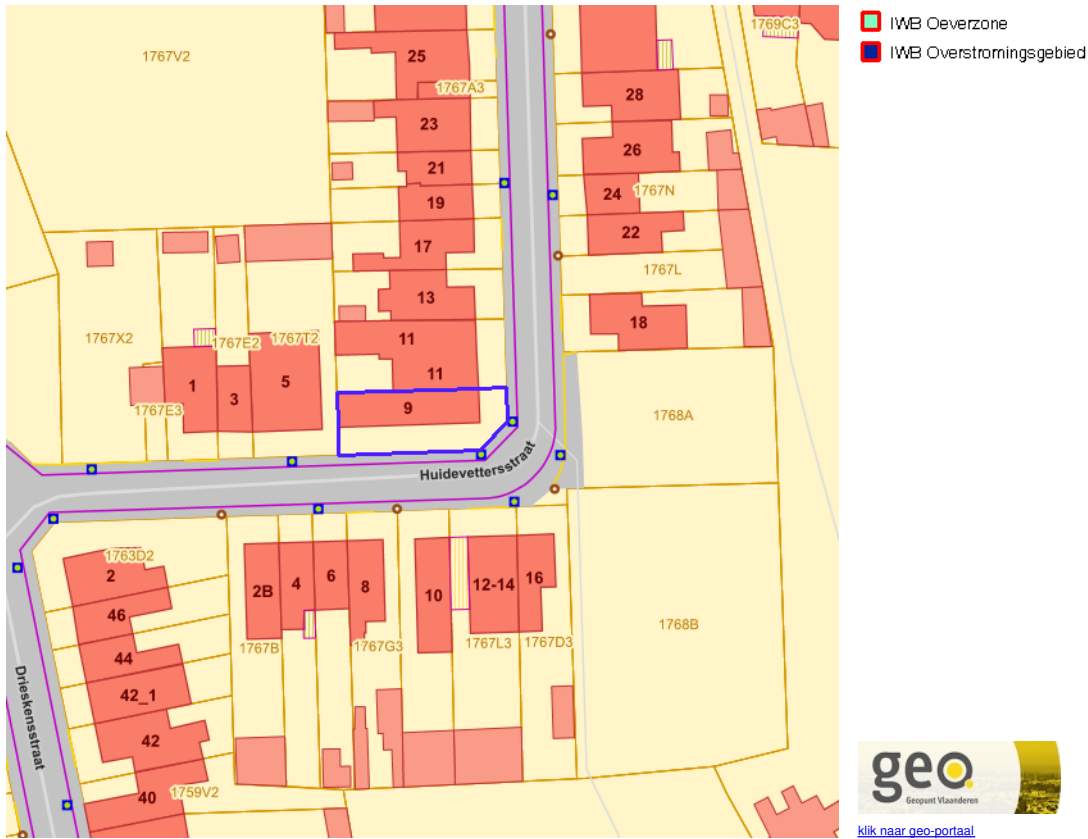 1769C3
IWB Oeverzone
IWB Overstromingsgebied
1767V2
25
1767A3
28
23
26
21
24
1767N
19
22
17
1767L
13
18
11
1767X2
1767E2
1767T2
11
1
3
5
1767E3
9
1768A
Huidevettersstraat
1763D2
2
2B
4
6
8
10
12-14
16
46
1767B
1767G3
1767L3
1767D3
1768B
44
42_1
Drieskensstraat
42
1759V2
40
geo
Geopunt Vlaanderen
klik naar geo-portaal